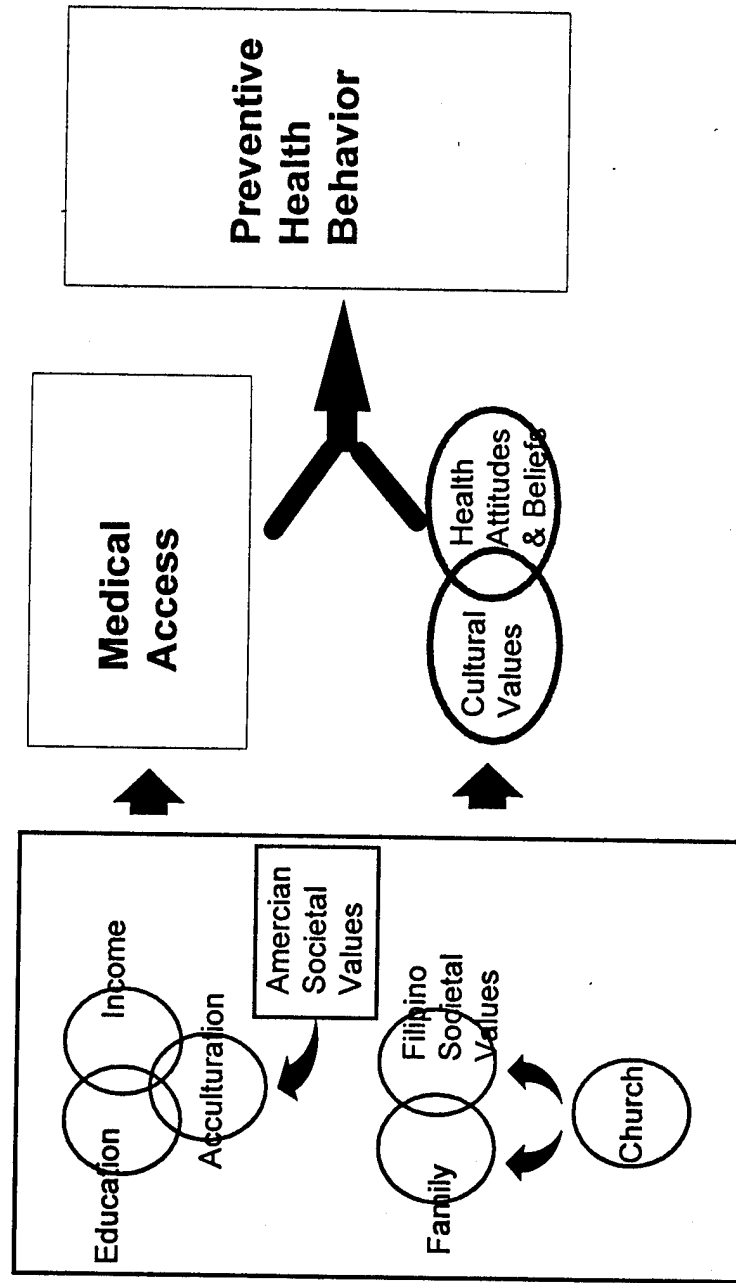 Education
Income
Acculturation
Amercian
Societal
Values
Family
Filipino
Societal
Values
Church
Medical
Access
Cultural
Values
Health
Attitudes
& Beliefs
Preventive
Health
Behavior